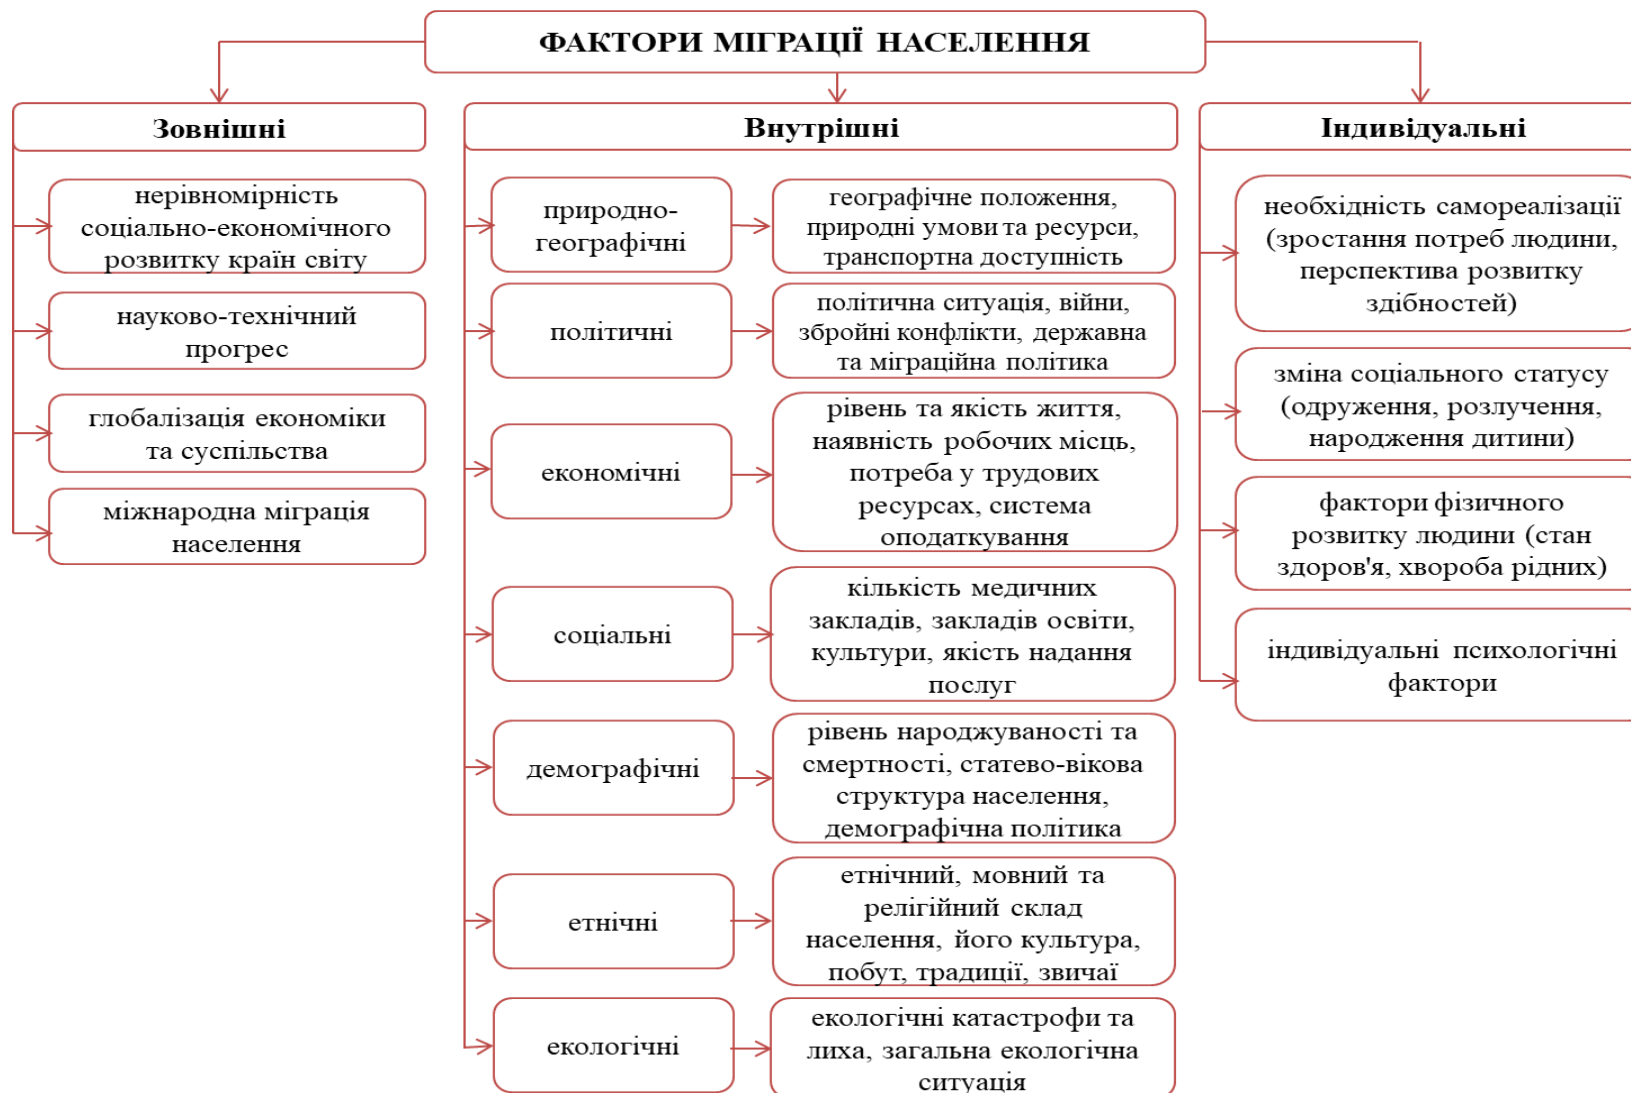 ФАКТОРИ МІГРАЦІЇ НАСЕЛЕННЯ
Зовнішні
нерівномірність
соціально-економічного
розвитку країн світу
науково-технічний
прогрес
глобалізація економіки
та суспільства
міжнародна міграція
населення
Внутрішні
природно-
географічні
географічне положення,
природні умови та ресурси,
транспортна доступність
політичні
політична ситуація, війни,
збройні конфлікти, державна
та міграційна політика
економічні
рівень та якість життя,
наявність робочих місць,
потреба у трудових
ресурсах, система
оподаткування
соціальні
кількість медичних
закладів, закладів освіти,
культури, якість надання
послуг
демографічні
рівень народжуваності та
смертності, статево-вікова
структура населення,
демографічна політика
етнічні
етнічний, мовний та
релігійний склад
населення, його культура,
побут, традиції, звичаї
екологічні
екологічні катастрофи та
лиха, загальна екологічна
ситуація
Індивідуальні
необхідність самореалізації
(зростання потреб людини,
перспектива розвитку
здібностей)
зміна соціального статусу
(одруження, розлучення,
народження дитини)
фактори фізичного
розвитку людини (стан
здоров'я, хвороба рідних)
індивідуальні психологічні
фактори